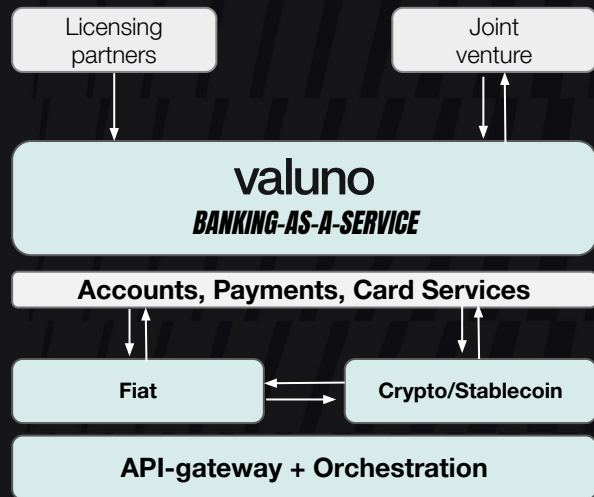 Licensing
partners
Joint
venture
valuno
BANKING-AS-A-SERVICE
Accounts, Payments, Card Services
Fiat
Crypto/Stablecoin
API-gateway + Orchestration